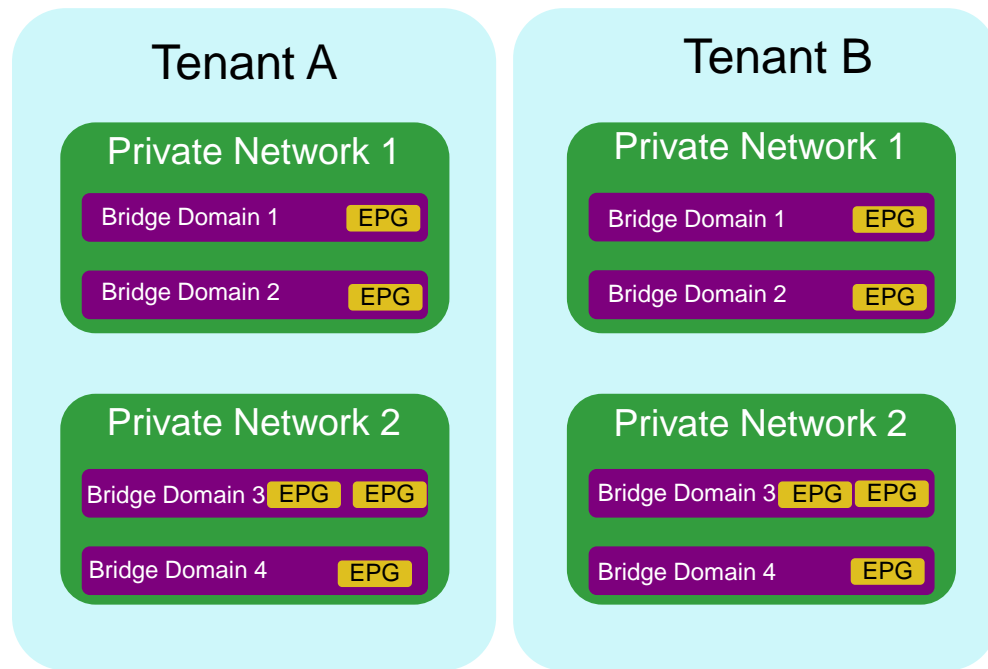 Tenant A
Private Network 1
Bridge Domain 1 EPG
Bridge Domain 2 EPG
Private Network 2
Bridge Domain 3 EPG EPG
Bridge Domain 4 EPG
Tenant B
Private Network 1
Bridge Domain 1 EPG
Bridge Domain 2 EPG
Private Network 2
Bridge Domain 3 EPG EPG
Bridge Domain 4 EPG